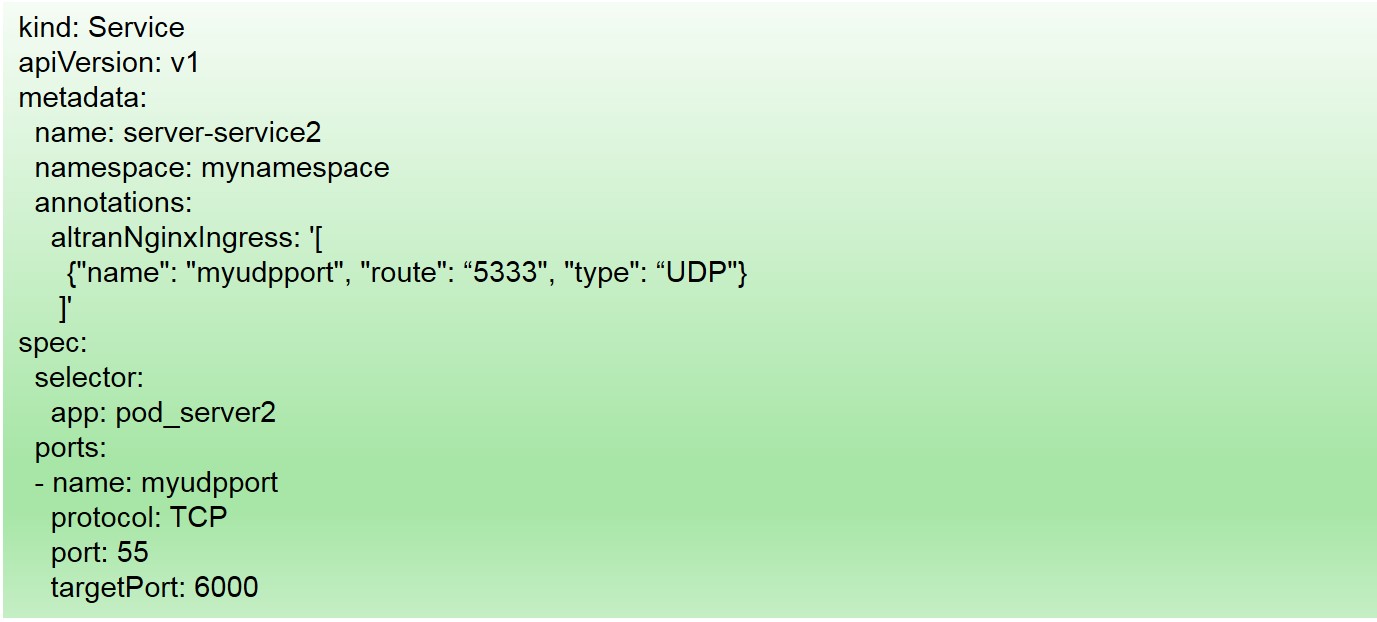 kind: Service
apiVersion: v1
metadata:
  name: server-service2
  namespace: mynamespace
  annotations:
    altranNginxIngress: '[
      {"name": "myudpport", "route": “5333", "type": “UDP"}
     ]'
spec:
  selector:
    app: pod_server2
  ports:
  - name: myudpport
    protocol: TCP
    port: 55
    targetPort: 6000